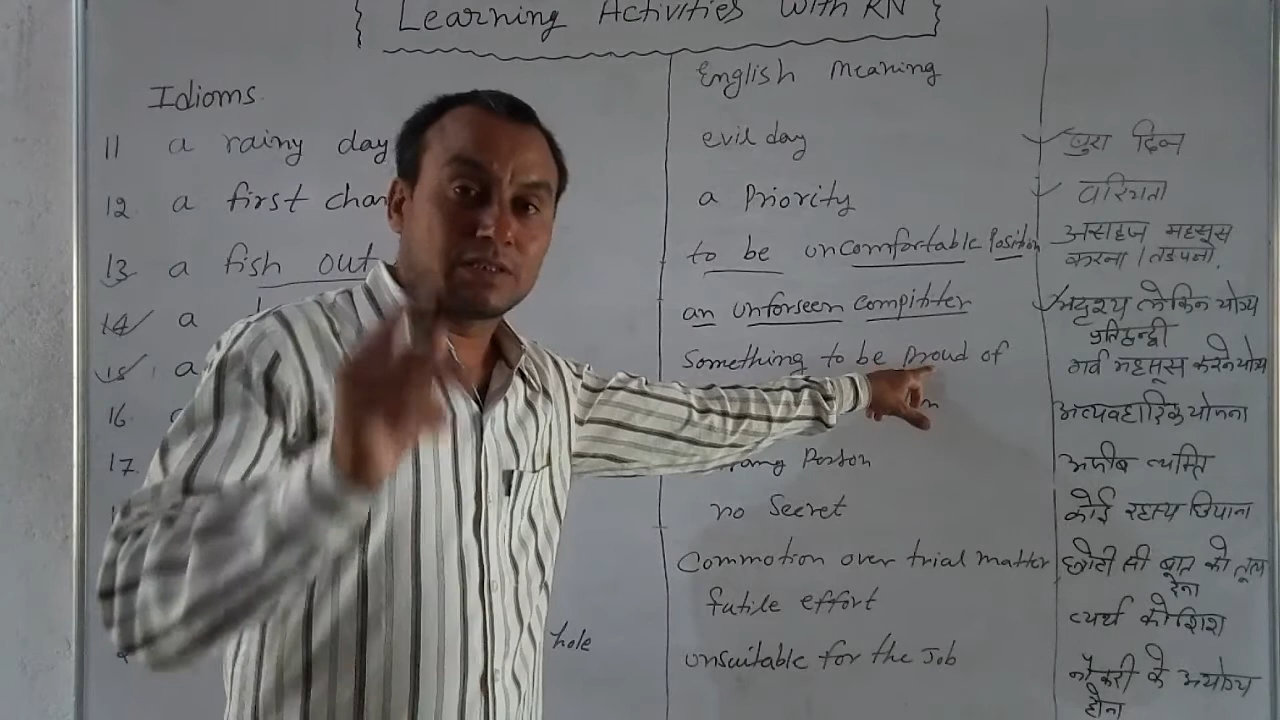 Learning Activities With RN
Idioms
English Meaning
11 a rainy day
evil day
बुरा दिन
12. a first
a Priority
वरियता
13. a fish out
to be uncomfortable Position
असहज महसूस
करना / तडपना.
14 a
an unforseen compititer
अदृश्य लेकिन योग्य
प्रतिद्वन्दी
15. a
Something to be proud of
गर्व महसूस करने योग्य
16.
अव्यवहारिक योजना
17.
Person
अजीब व्यक्ति
no Secret
कोई रहस्य छिपाना
Commotion over trial matter
छोटी सी बात को तूल
देना
futile effort
व्यर्थ कोशिश
hole
unsuitable for the Job
नौकरी के अयोग्य
होना